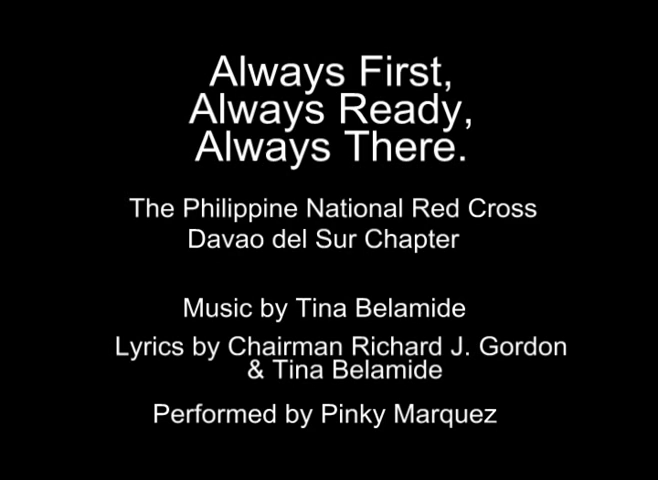 Always First,
Always Ready,
Always There.
The Philippine National Red Cross
Davao del Sur Chapter
Music by Tina Belamide
Lyrics by Chairman Richard J. Gordon
& Tina Belamide
Performed by Pinky Marquez